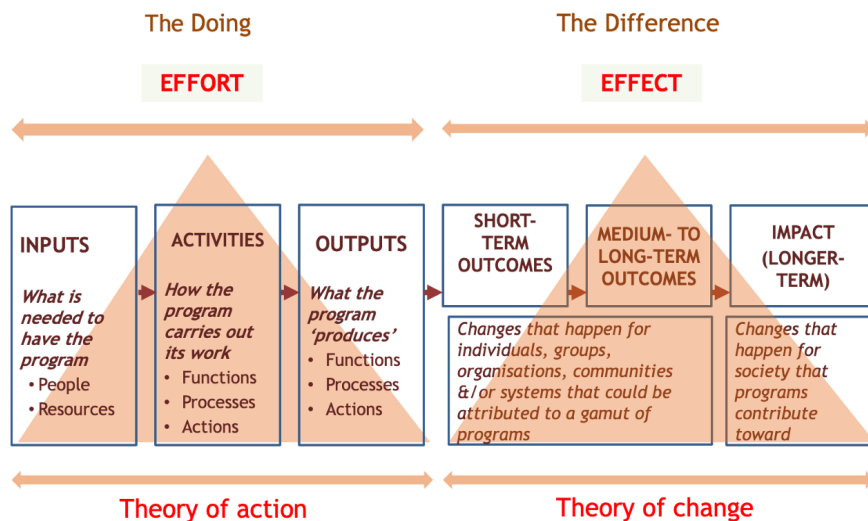 The Doing
The Difference
EFFORT
EFFECT
INPUTS
What is
needed to
have the
program
• People
• Resources
ACTIVITIES
How the
program
carries out
its work
• Functions
• Processes
• Actions
OUTPUTS
What the
program
‘produces’
• Functions
• Processes
• Actions
SHORT-
TERM
OUTCOMES
MEDIUM- TO
LONG-TERM
OUTCOMES
IMPACT
(LONGER-
TERM)
Changes that happen for
individuals, groups,
organisations, communities
&/or systems that could be
attributed to a gamut of
programs
Changes that
happen for
society that
programs
contribute
toward
Theory of action
Theory of change